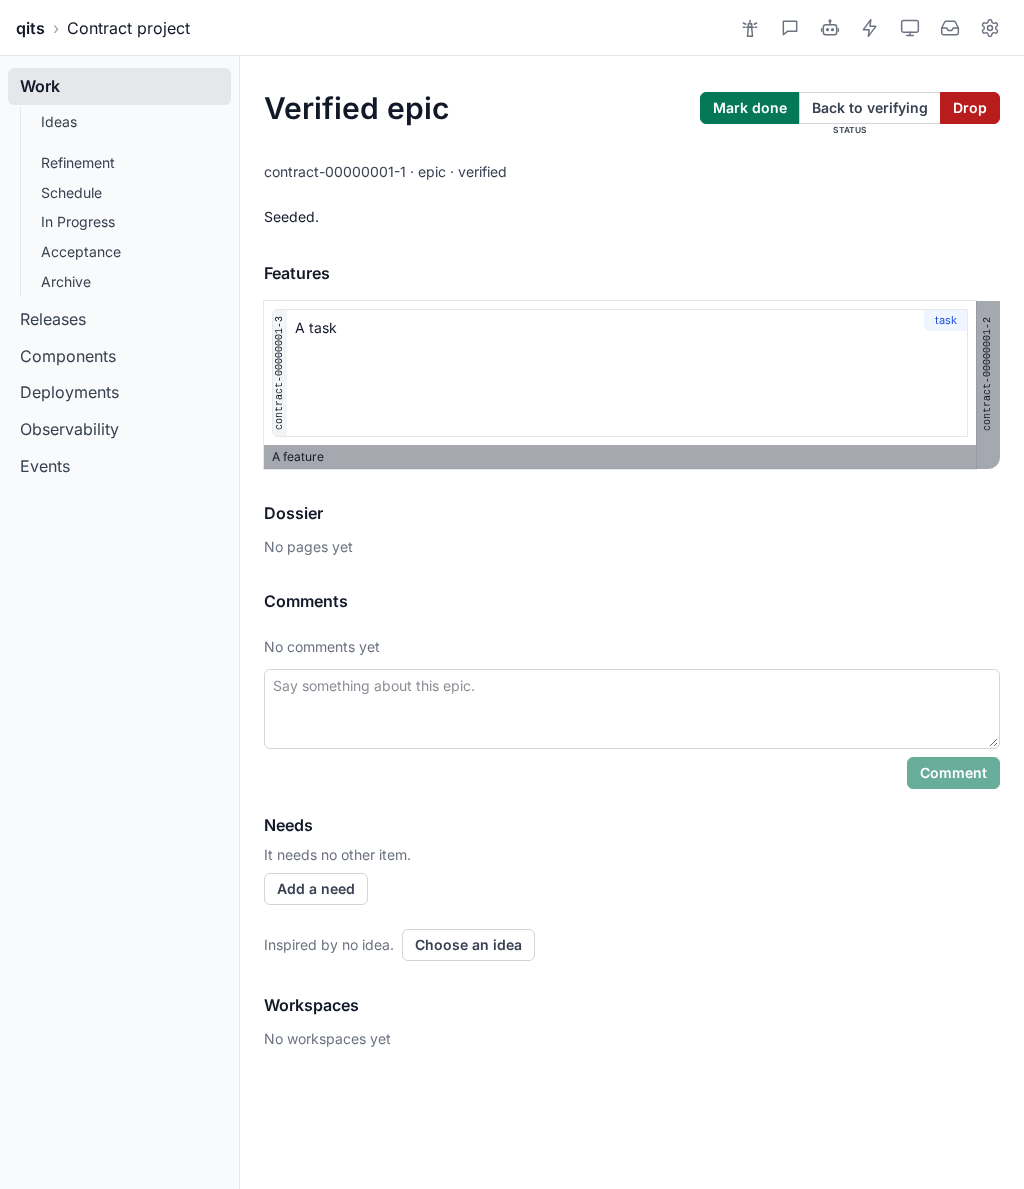 qits › Contract project
Work
Ideas
Refinement
Schedule
In Progress
Acceptance
Archive
Releases
Components
Deployments
Observability
Events
Verified epic
Mark done
Back to verifying
Drop
STATUS
contract-00000001-1 · epic · verified
Seeded.
Features
contract-00000001-3
A task
task
contract-00000001-2
A feature
Dossier
No pages yet
Comments
No comments yet
Say something about this epic.
Comment
Needs
It needs no other item.
Add a need
Inspired by no idea.
Choose an idea
Workspaces
No workspaces yet